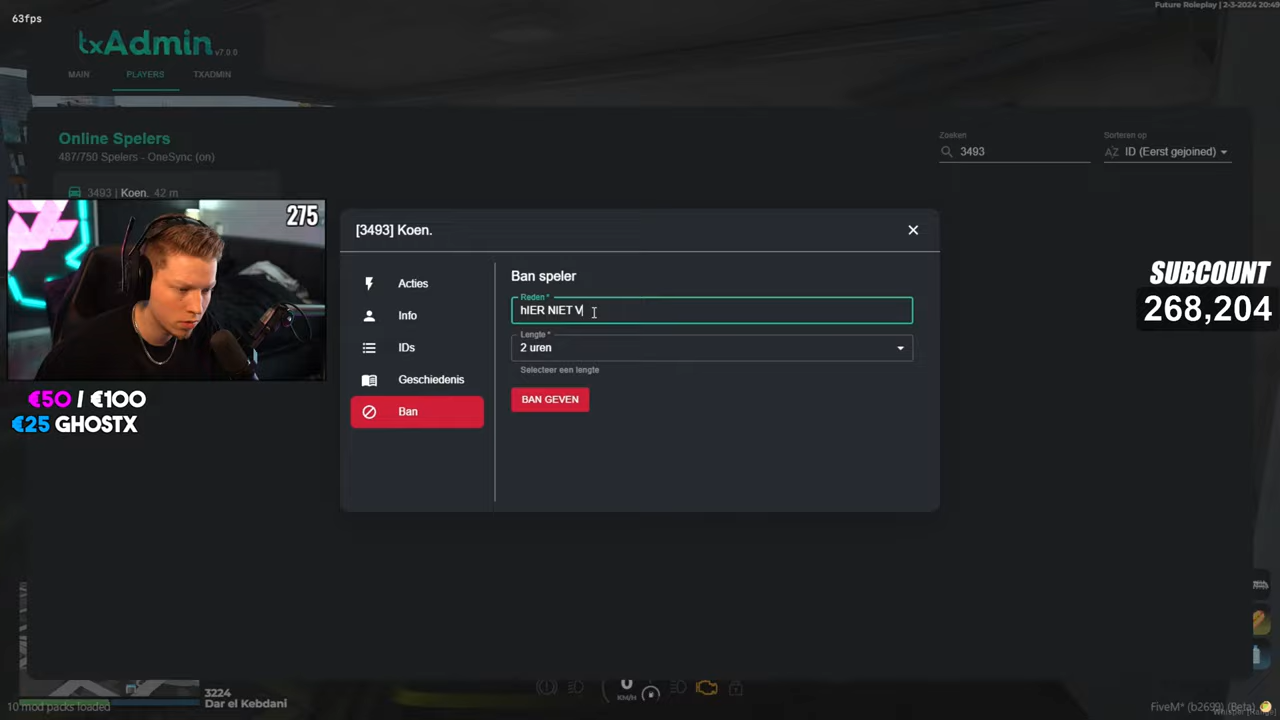 63fps
Future Roleplay | 2-3-2024 20:49
txAdmin v7.0.0
MAIN PLAYERS TXADMIN
Online Spelers
487/750 Spelers - OneSync (on)
Zoeken
3493
Sorteren op
ID (Eerst gejoined)
3493 | Koen. 42 m
275
[3493] Koen.
Acties
Info
IDs
Geschiedenis
Ban
Ban speler
Reden *
hIER NIET V
Lengte *
2 uren
Selecteer een lengte
BAN GEVEN
SUBCOUNT
268,204
€50 / €100
€25 GHOSTX
0
KM/H
3224
Dar el Kebdani
10 mod packs loaded
FiveM* (b2699) (Beta)